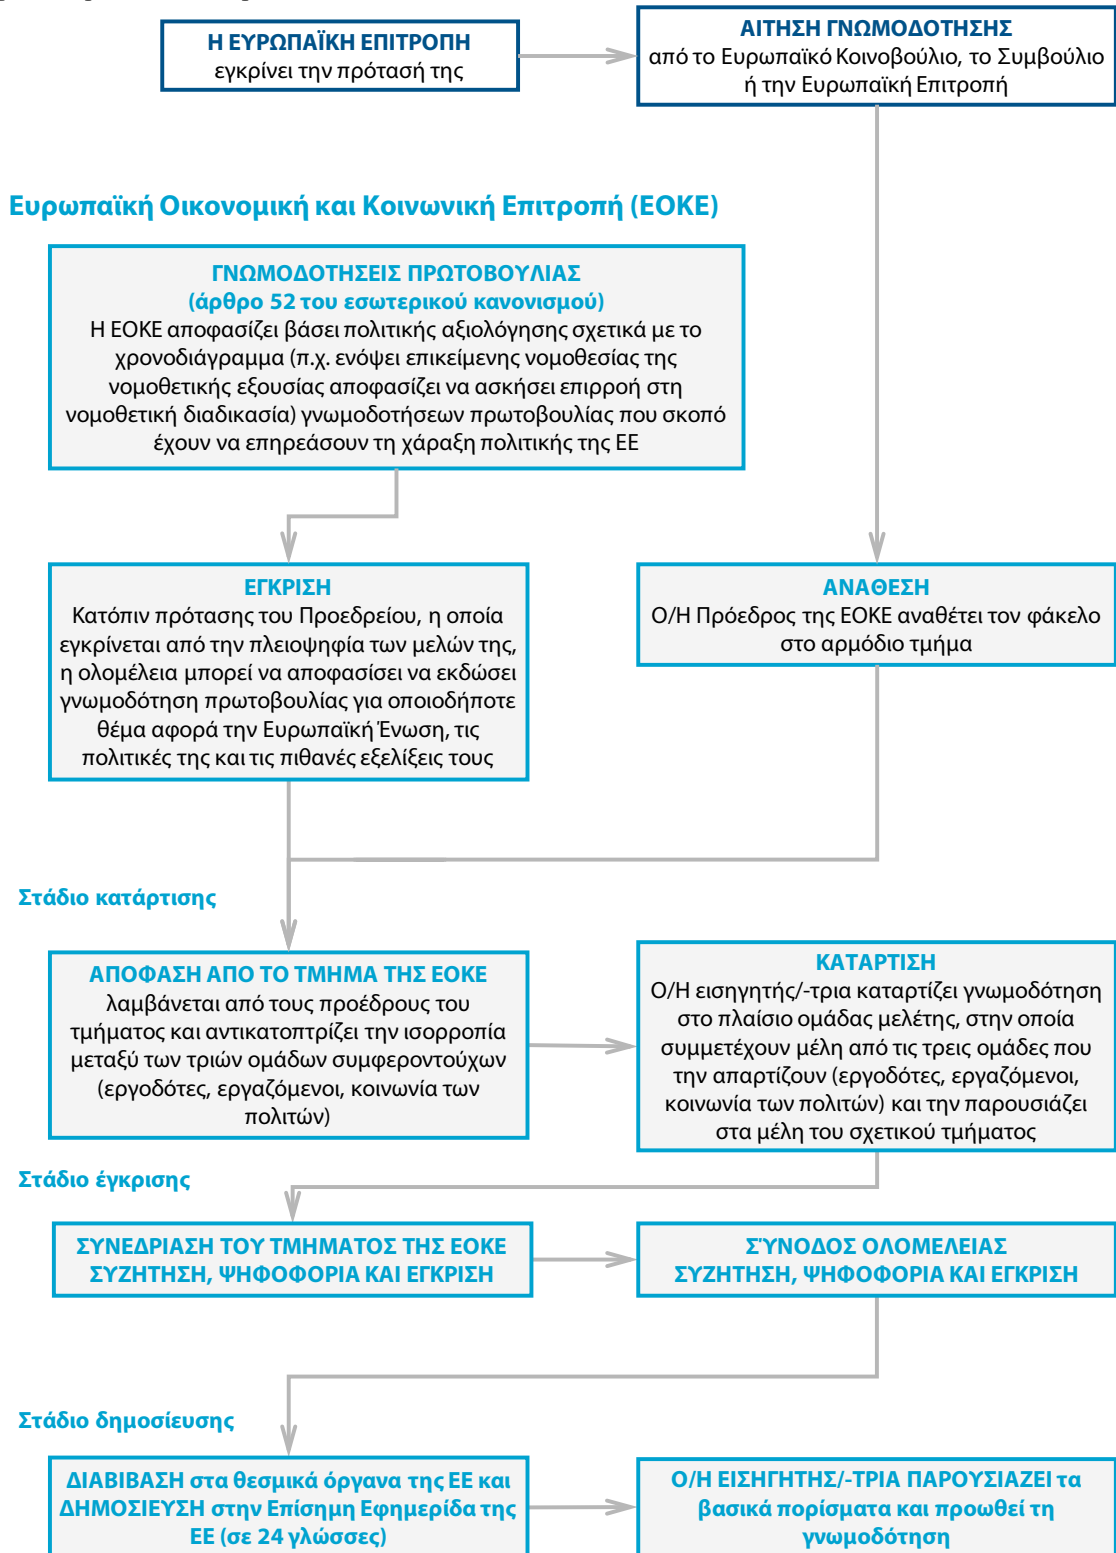 Η ΕΥΡΩΠΑΪΚΗ ΕΠΙΤΡΟΠΗ
εγκρίνει την πρότασή της
ΑΙΤΗΣΗ ΓΝΩΜΟΔΟΤΗΣΗΣ
από το Ευρωπαϊκό Κοινοβούλιο, το Συμβούλιο
ή την Ευρωπαϊκή Επιτροπή
Ευρωπαϊκή Οικονομική και Κοινωνική Επιτροπή (ΕΟΚΕ)
ΓΝΩΜΟΔΟΤΗΣΕΙΣ ΠΡΩΤΟΒΟΥΛΙΑΣ
(άρθρο 52 του εσωτερικού κανονισμού)
Η ΕΟΚΕ αποφασίζει βάσει πολιτικής αξιολόγησης σχετικά με το
χρονοδιάγραμμα (π.χ. ενόψει επικείμενης νομοθεσίας της
νομοθετικής εξουσίας αποφασίζει να ασκήσει επιρροή στη
νομοθετική διαδικασία) γνωμοδοτήσεων πρωτοβουλίας που σκοπό
έχουν να επηρεάσουν τη χάραξη πολιτικής της ΕΕ
ΕΓΚΡΙΣΗ
Κατόπιν πρότασης του Προεδρείου, η οποία
εγκρίνεται από την πλειοψηφία των μελών της,
η ολομέλεια μπορεί να αποφασίσει να εκδώσει
γνωμοδότηση πρωτοβουλίας για οποιοδήποτε
θέμα αφορά την Ευρωπαϊκή Ένωση, τις
πολιτικές της και τις πιθανές εξελίξεις τους
ΑΝΑΘΕΣΗ
Ο/Η Πρόεδρος της ΕΟΚΕ αναθέτει τον φάκελο
στο αρμόδιο τμήμα
Στάδιο κατάρτισης
ΑΠΟΦΑΣΗ ΑΠΟ ΤΟ ΤΜΗΜΑ ΤΗΣ ΕΟΚΕ
λαμβάνεται από τους προέδρους του
τμήματος και αντικατοπτρίζει την ισορροπία
μεταξύ των τριών ομάδων συμφεροντούχων
(εργοδότες, εργαζόμενοι, κοινωνία των
πολιτών)
ΚΑΤΑΡΤΙΣΗ
Ο/Η εισηγητής/-τρια καταρτίζει γνωμοδότηση
στο πλαίσιο ομάδας μελέτης, στην οποία
συμμετέχουν μέλη από τις τρεις ομάδες που
την απαρτίζουν (εργοδότες, εργαζόμενοι,
κοινωνία των πολιτών) και την παρουσιάζει
στα μέλη του σχετικού τμήματος
Στάδιο έγκρισης
ΣΥΝΕΔΡΙΑΣΗ ΤΟΥ ΤΜΗΜΑΤΟΣ ΤΗΣ ΕΟΚΕ
ΣΥΖΗΤΗΣΗ, ΨΗΦΟΦΟΡΙΑ ΚΑΙ ΕΓΚΡΙΣΗ
ΣΎΝΟΔΟΣ ΟΛΟΜΕΛΕΙΑΣ
ΣΥΖΗΤΗΣΗ, ΨΗΦΟΦΟΡΙΑ ΚΑΙ ΕΓΚΡΙΣΗ
Στάδιο δημοσίευσης
ΔΙΑΒΙΒΑΣΗ στα θεσμικά όργανα της ΕΕ και
ΔΗΜΟΣΙΕΥΣΗ στην Επίσημη Εφημερίδα της
ΕΕ (σε 24 γλώσσες)
Ο/Η ΕΙΣΗΓΗΤΗΣ/-ΤΡΙΑ ΠΑΡΟΥΣΙΑΖΕΙ τα
βασικά πορίσματα και προωθεί τη
γνωμοδότηση